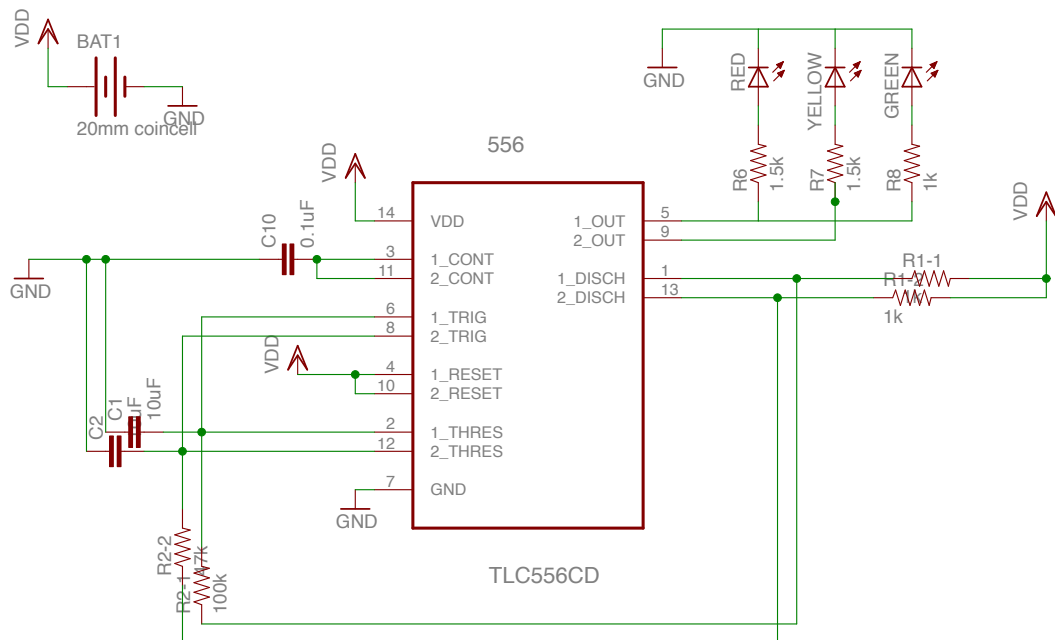 VDD
BAT1
GND
20mm coincell
GND
RED
YELLOW
GREEN
R6
1.5k
R7
1.5k
R8
1k
VDD
556
VDD
C10
0.1uF
14
VDD
3
1_CONT
11
2_CONT
6
1_TRIG
8
2_TRIG
4
1_RESET
10
2_RESET
2
1_THRES
12
2_THRES
7
GND
1_OUT
5
2_OUT
9
1_DISCH
1
2_DISCH
13
R1-1
R1-2
1k
GND
VDD
C2
C1
10uF
GND
R2-2
R2-1
100k
TLC556CD